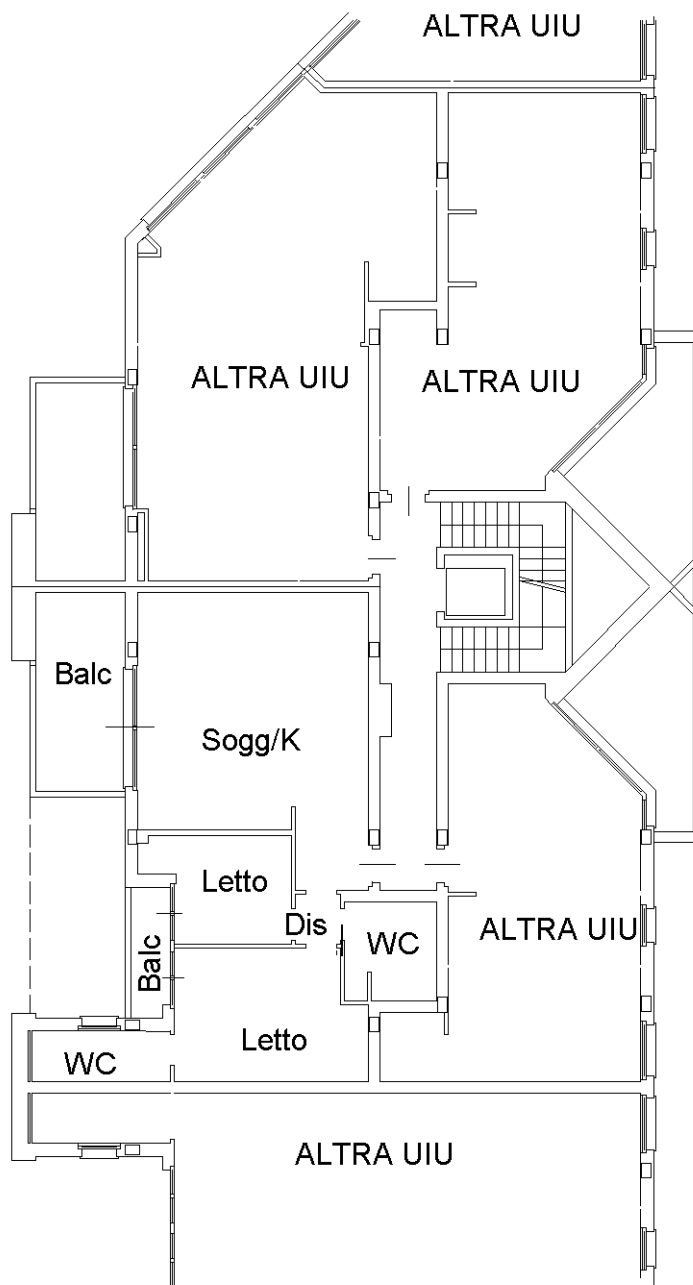 ALTRA UIU
ALTRA UIU
ALTRA UIU
Balc
Sogg/K
Letto
Dis
WC
ALTRA UIU
Balc
Letto
WC
ALTRA UIU